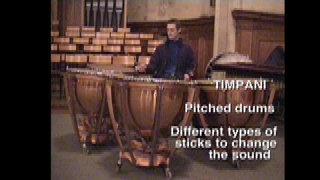 TIMPANI
Pitched drums
Different types of
sticks to change
the sound